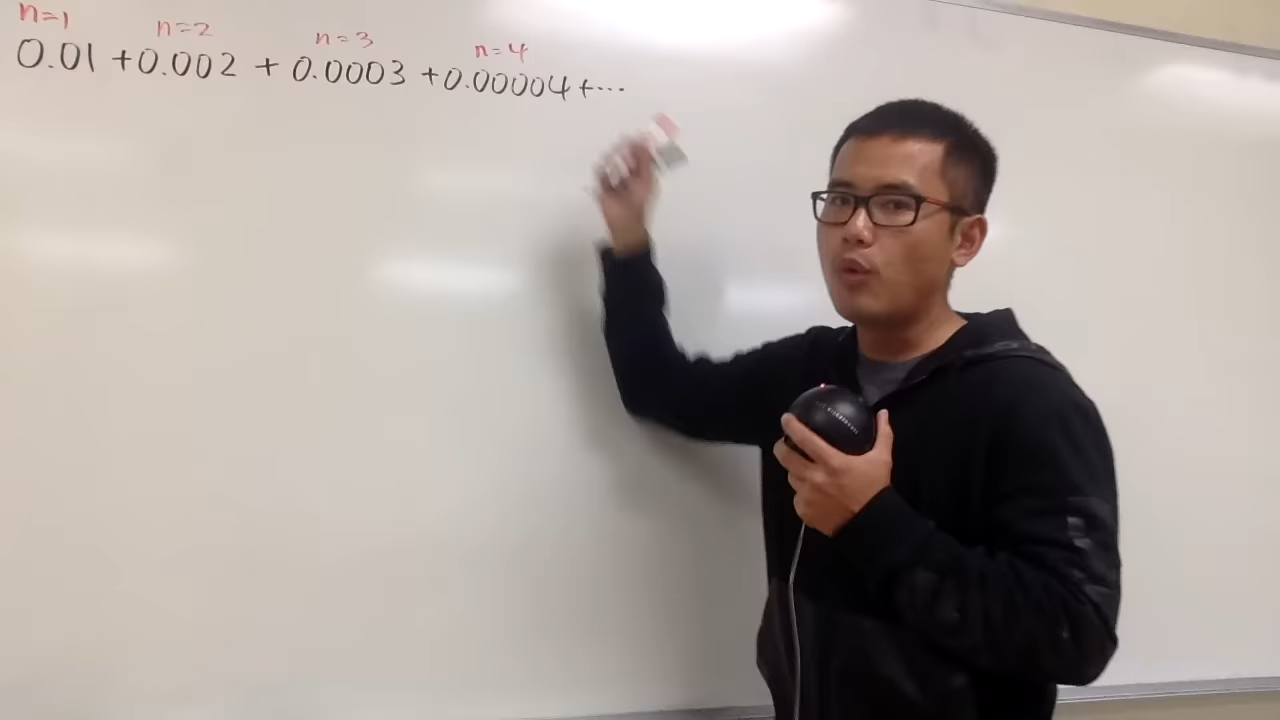 n=1 n=2 n=3 n=4
0.01 +0.002 + 0.0003 +0.00004 +...